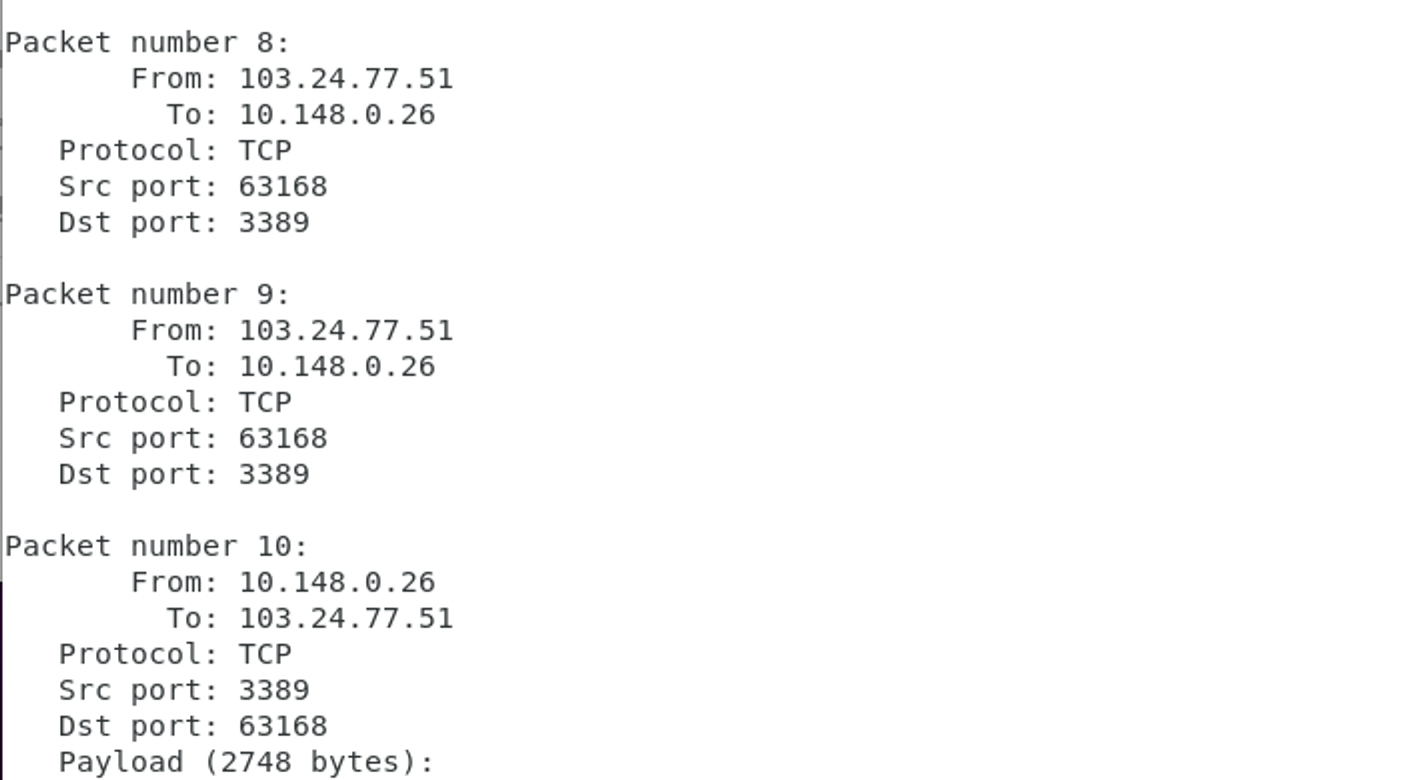 Packet number 8:
From: 103.24.77.51
To: 10.148.0.26
Protocol: TCP
Src port: 63168
Dst port: 3389
Packet number 9:
From: 103.24.77.51
To: 10.148.0.26
Protocol: TCP
Src port: 63168
Dst port: 3389
Packet number 10:
From: 10.148.0.26
To: 103.24.77.51
Protocol: TCP
Src port: 3389
Dst port: 63168
Payload (2748 bytes):